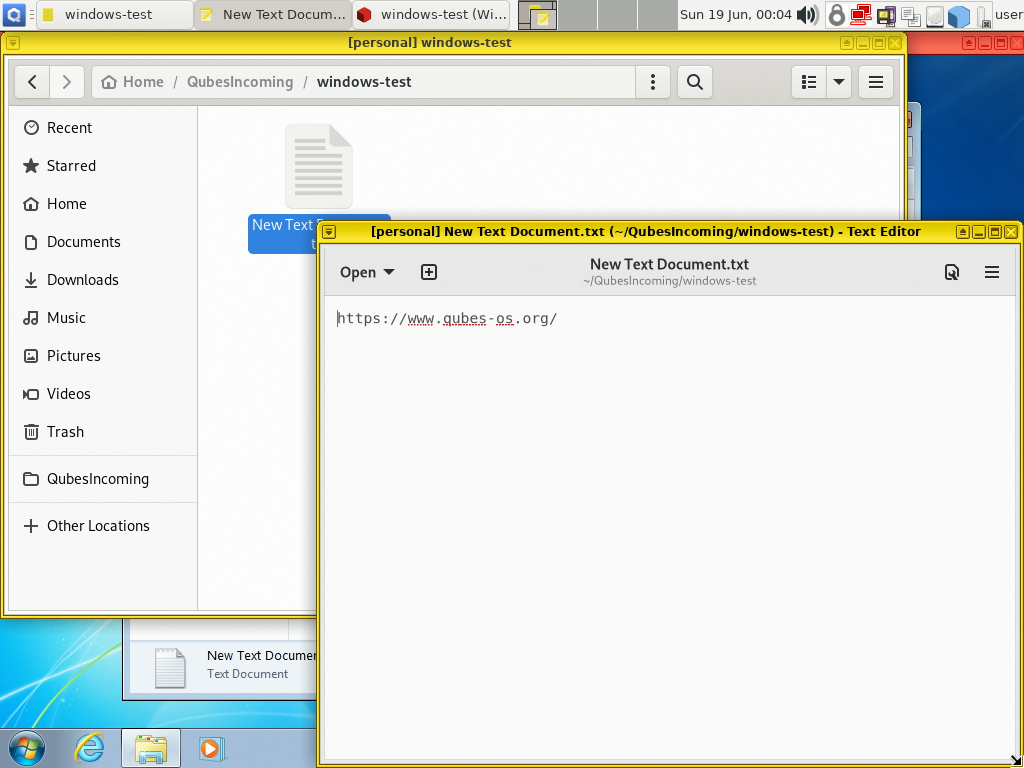 windows-test
New Text Docum...
windows-test (Wi...
Sun 19 Jun, 00:04
user
[personal] windows-test
Home / QubesIncoming / windows-test
Recent
Starred
Home
Documents
Downloads
Music
Pictures
Videos
Trash
QubesIncoming
Other Locations
New Text
[personal] New Text Document.txt (~/QubesIncoming/windows-test) - Text Editor
Open
New Text Document.txt
~/QubesIncoming/windows-test
https://www.qubes-os.org/
New Text Documen
Text Document